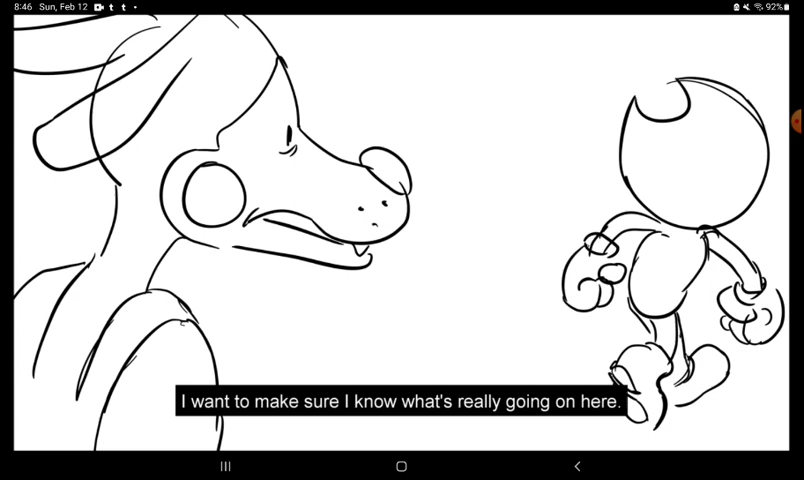 8:46 Sun, Feb 12 t t • 92%
I want to make sure I know what's really going on here.